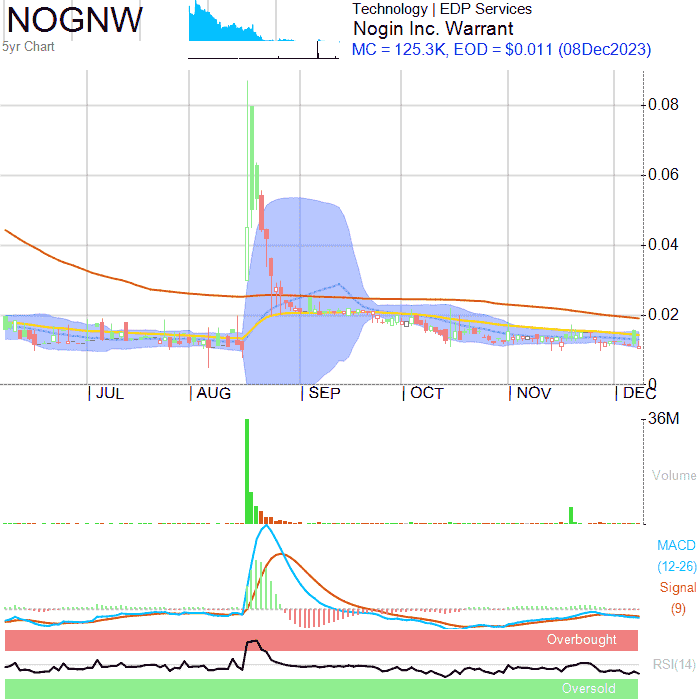 NOGNW
5yr Chart
Technology | EDP Services
Nogin Inc. Warrant
MC = 125.3K, EOD = $0.011 (08Dec2023)
0.08
0.06
0.04
0.02
0
JUL
AUG
SEP
OCT
NOV
DEC
36M
Volume
MACD
(12-26)
Signal
(9)
Overbought
RSI(14)
Oversold